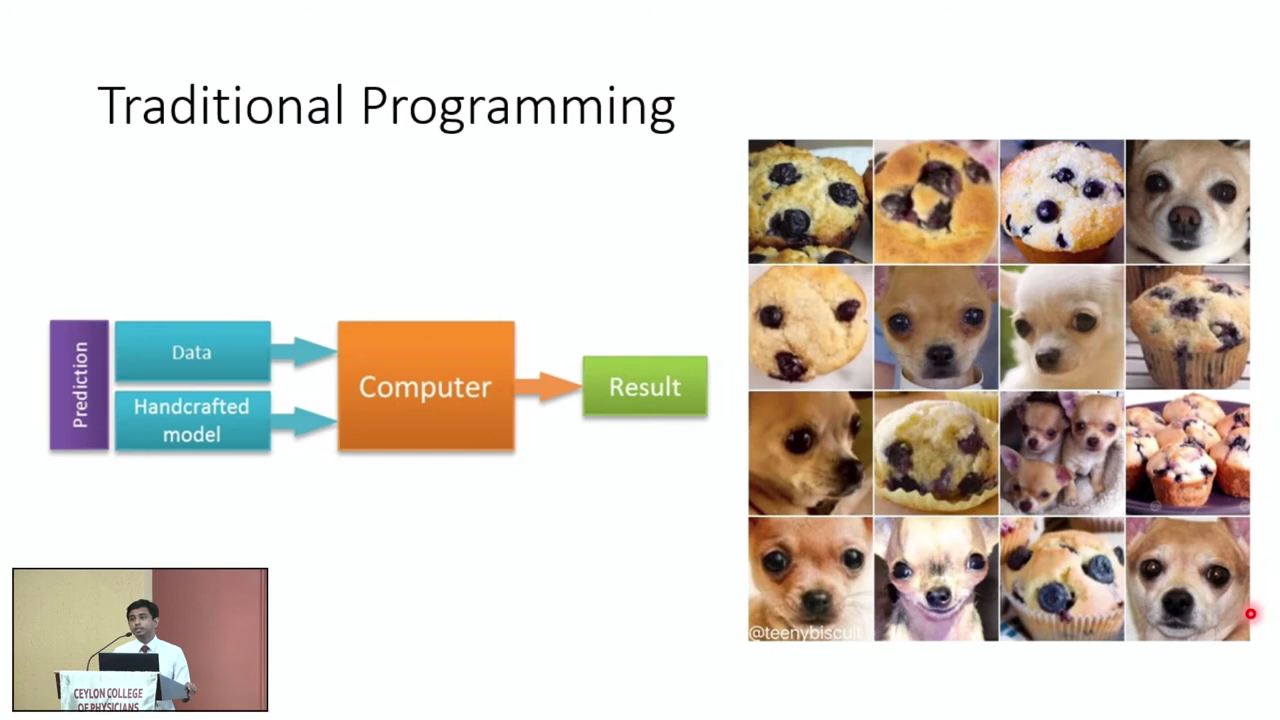 Traditional Programming
Prediction
Data
Handcrafted
model
Computer
Result
@teenybiscuit
CEYLON COLLEGE
OF PHYSICIANS